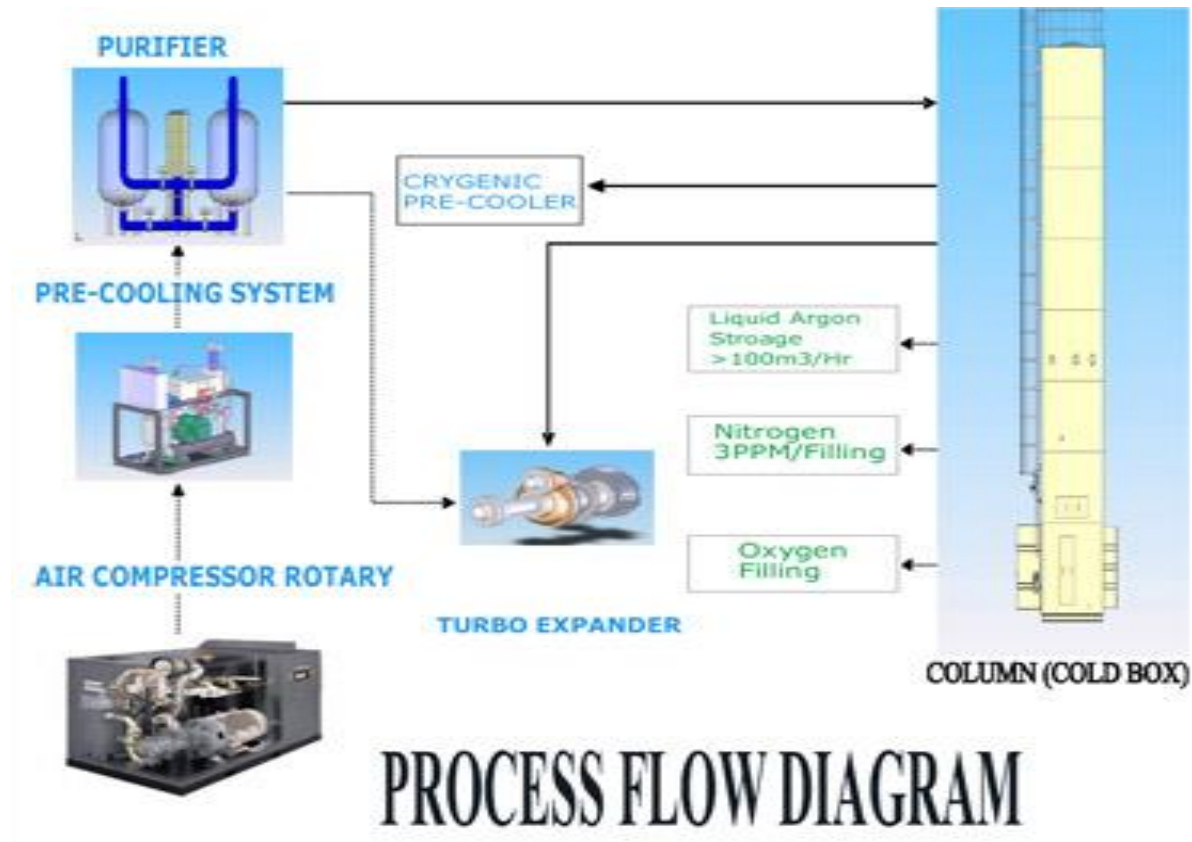 PURIFIER
CRYGENIC
PRE-COOLER
PRE-COOLING SYSTEM
Liquid Argon
Stroage
>100m3/Hr
Nitrogen
3PPM/Filling
Oxygen
Filling
AIR COMPRESSOR ROTARY
TURBO EXPANDER
COLUMN (COLD BOX)
PROCESS FLOW DIAGRAM